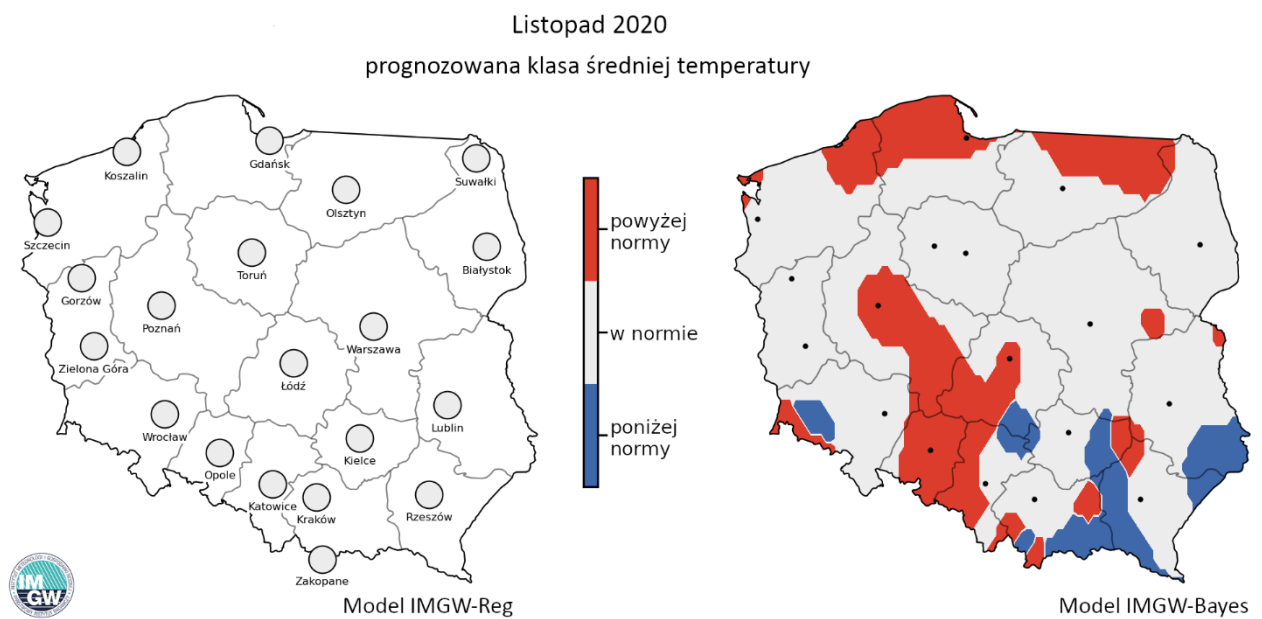 Listopad 2020
prognozowana klasa średniej temperatury
Koszalin
Gdańsk
Suwałki
Olsztyn
Szczecin
Toruń
Białystok
Gorzów
Poznań
Warszawa
Zielona Góra
Łódź
Wrocław
Lublin
Opole
Kielce
Katowice
Kraków
Rzeszów
Zakopane
powyżej
normy
w normie
poniżej
normy
IM
GW
Model IMGW-Reg
Model IMGW-Bayes